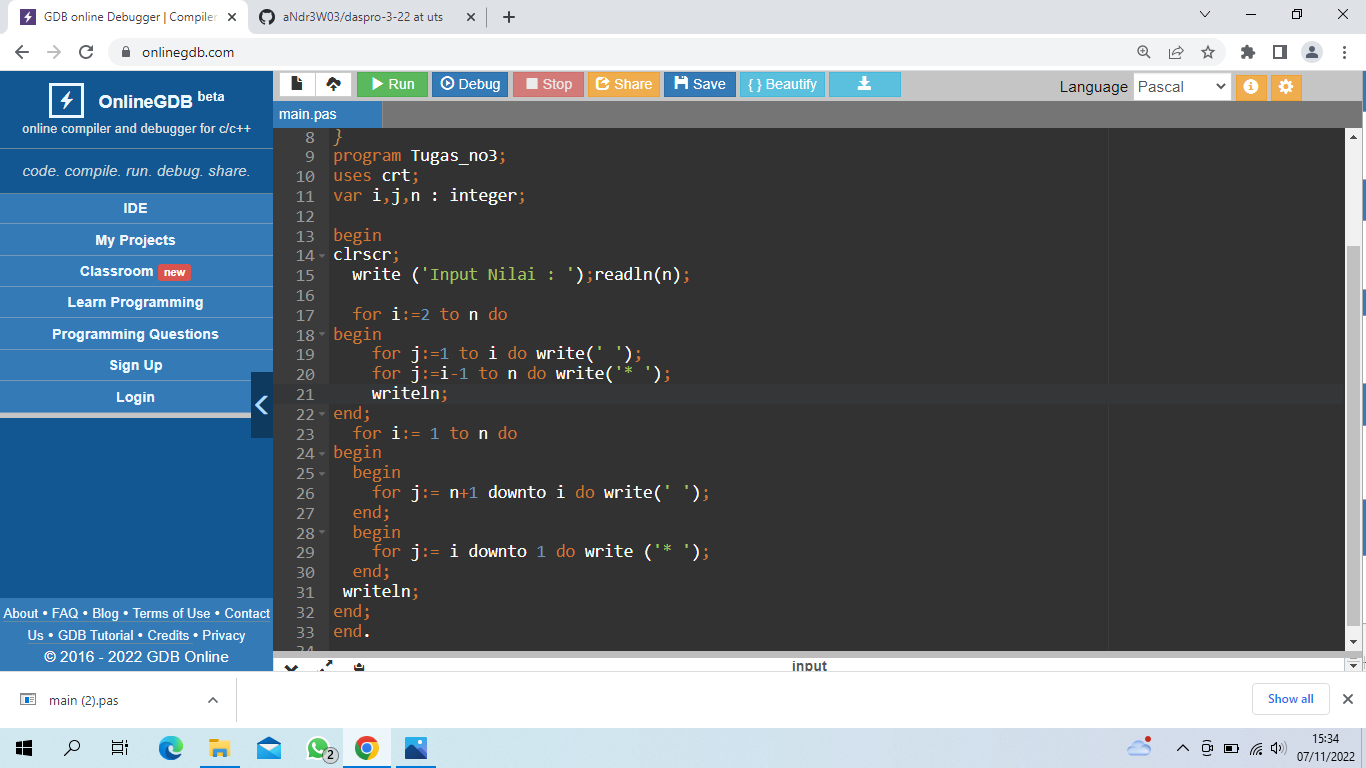 GDB online Debugger | Compiler
aNdr3W03/daspro-3-22 at uts
onlinegdb.com
OnlineGDB beta
online compiler and debugger for c/c++
code. compile. run. debug. share.
IDE
My Projects
Classroom new
Learn Programming
Programming Questions
Sign Up
Login
About • FAQ • Blog • Terms of Use • Contact
Us • GDB Tutorial • Credits • Privacy
© 2016 - 2022 GDB Online
Run Debug Stop Share Save { } Beautify
Language Pascal
main.pas
8 }
9 program Tugas_no3;
10 uses crt;
11 var i,j,n : integer;
12
13 begin
14 clrscr;
15   write ('Input Nilai : ');readln(n);
16
17   for i:=2 to n do
18 begin
19     for j:=1 to i do write(' ');
20     for j:=i-1 to n do write('* ');
21     writeln;
22 end;
23   for i:= 1 to n do
24 begin
25   begin
26     for j:= n+1 downto i do write(' ');
27   end;
28   begin
29     for j:= i downto 1 do write ('* ');
30   end;
31  writeln;
32 end;
33 end.
34
input
main (2).pas
Show all
2
15:34
07/11/2022